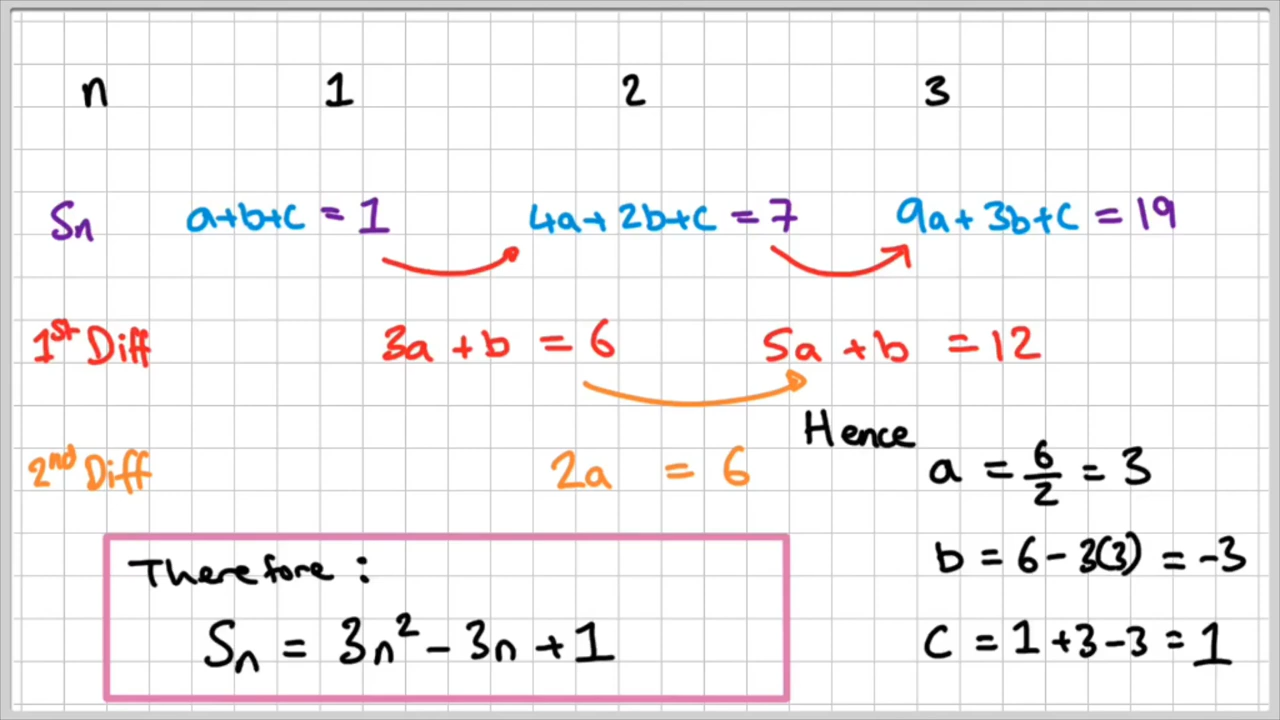 n 1 2 3
Sn a+b+c = 1 4a+2b+c = 7 9a+3b+c = 19
1st Diff 3a+b = 6 5a+b = 12
Hence
2nd Diff 2a = 6 a = 6/2 = 3
b = 6-3(3) = -3
c = 1+3-3 = 1
Therefore:
Sn = 3n² - 3n + 1